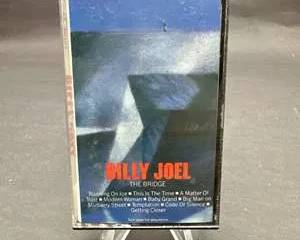 BILLY JOEL
THE BRIDGE
Running On Ice ■ This Is The Time ■ A Matter Of
Trust ■ Modern Woman ■ Baby Grand ■ Big Man on
Mulberry Street ■ Temptation ■ Code Of Silence ■
Getting Closer